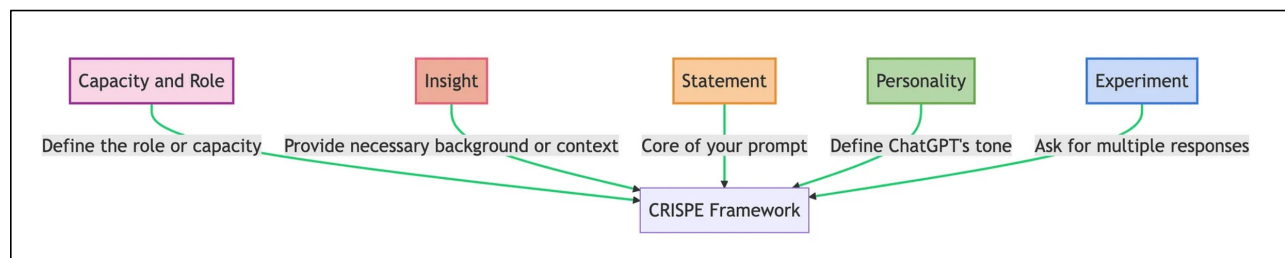 Capacity and Role
Insight
Statement
Personality
Experiment
Define the role or capacity
Provide necessary background or context
Core of your prompt
Define ChatGPT's tone
Ask for multiple responses
CRISPE Framework